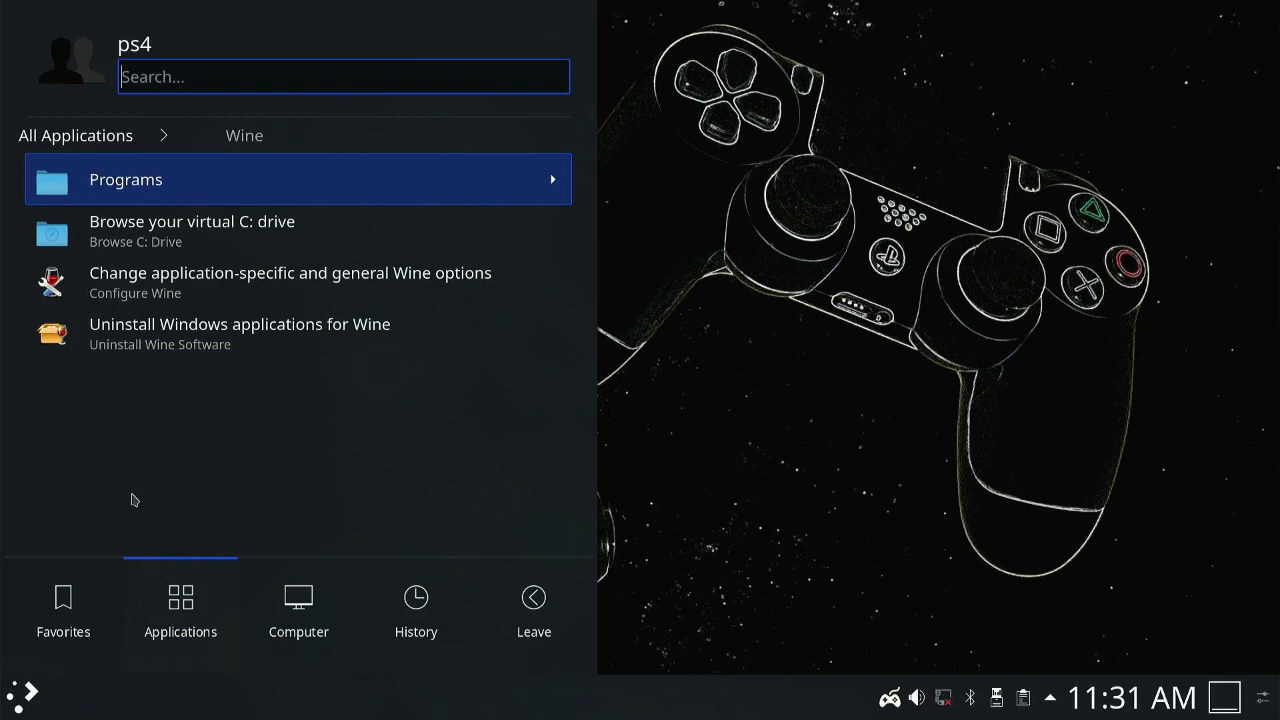 ps4
Search...
All Applications Wine
Programs
Browse your virtual C: drive
Browse C: Drive
Change application-specific and general Wine options
Configure Wine
Uninstall Windows applications for Wine
Uninstall Wine Software
Favorites Applications Computer History Leave
11:31 AM